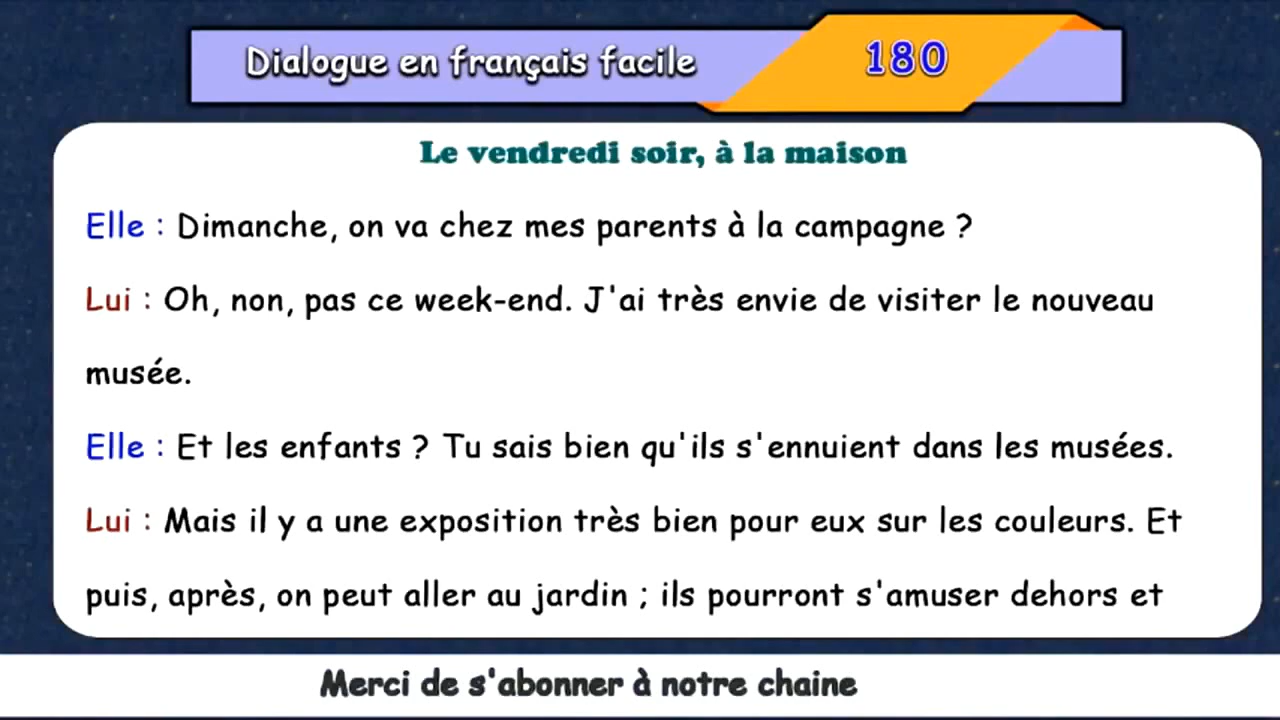 Dialogue en français facile
180
Le vendredi soir, à la maison
Elle : Dimanche, on va chez mes parents à la campagne ?
Lui : Oh, non, pas ce week-end. J'ai très envie de visiter le nouveau
musée.
Elle : Et les enfants ? Tu sais bien qu'ils s'ennuient dans les musées.
Lui : Mais il y a une exposition très bien pour eux sur les couleurs. Et
puis, après, on peut aller au jardin ; ils pourront s'amuser dehors et
Merci de s'abonner à notre chaine